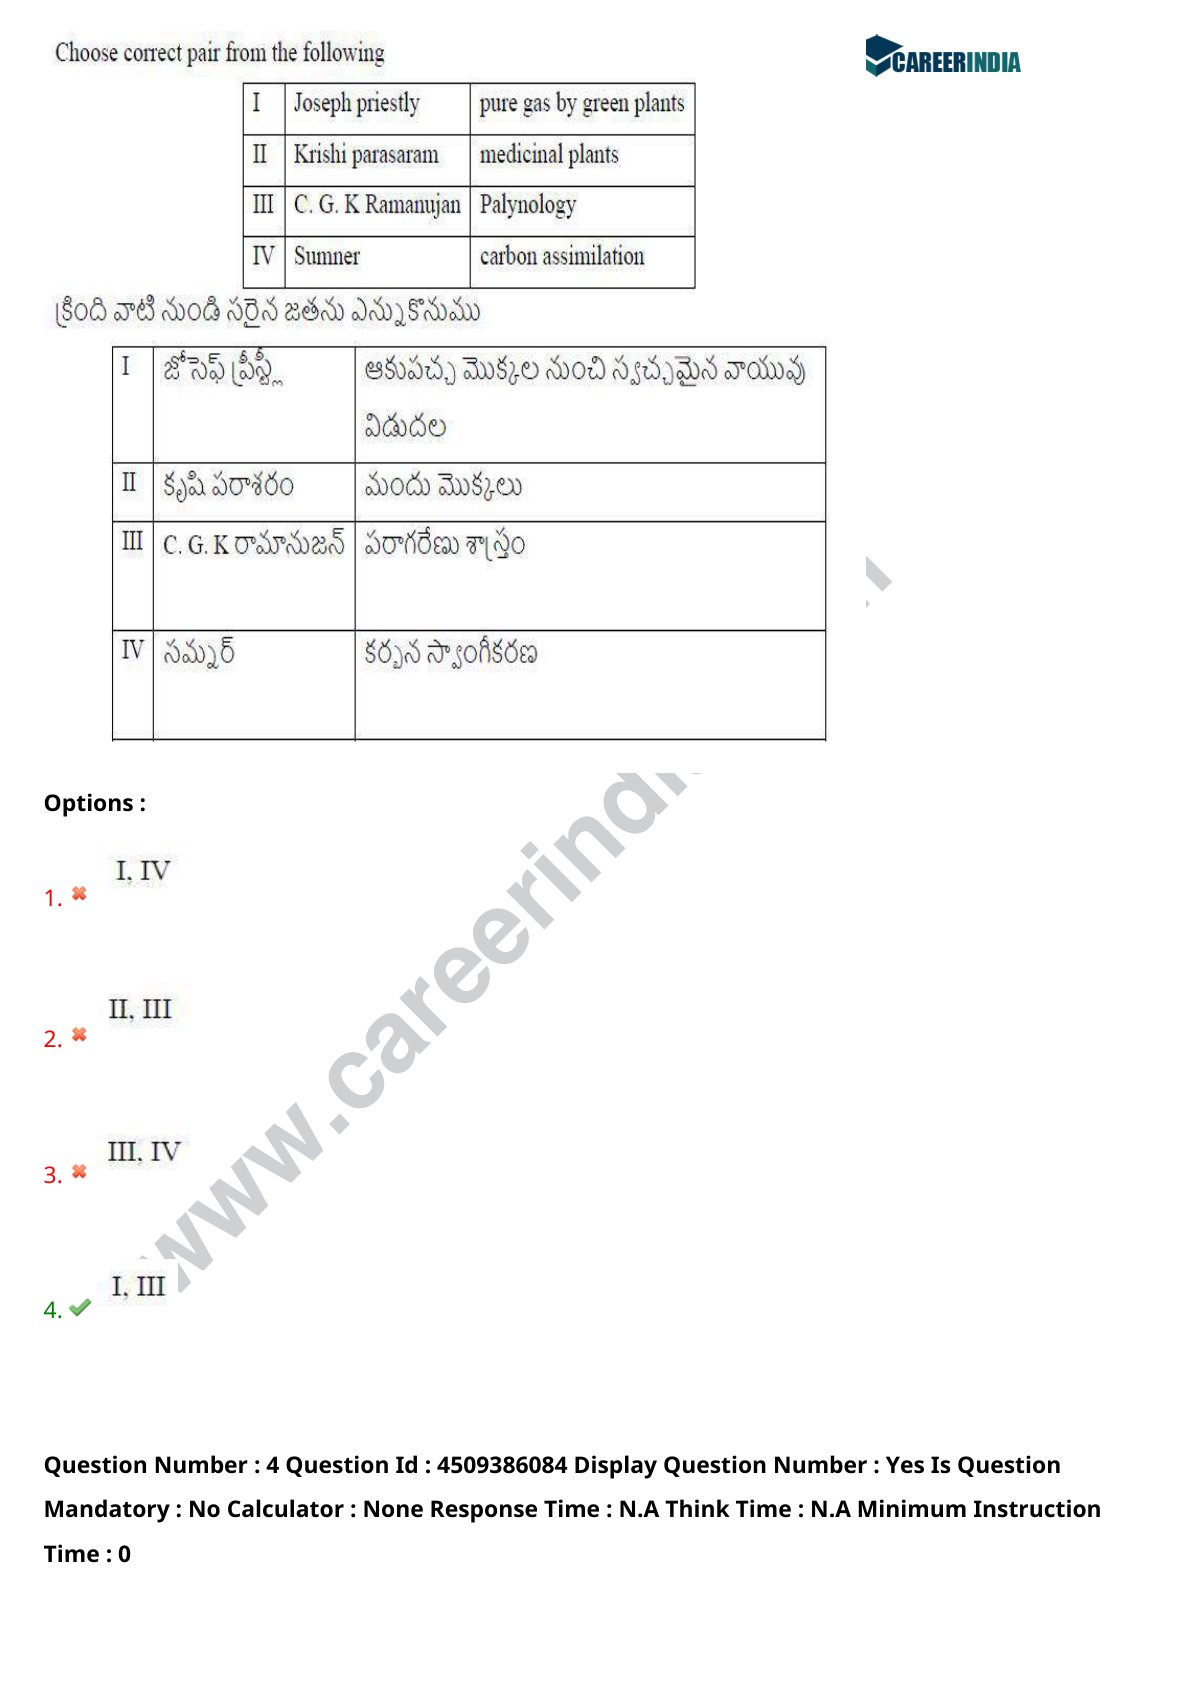 Choose correct pair from the following
CAREERINDIA
I Joseph priestly pure gas by green plants
II Krishi parasaram medicinal plants
III C. G. K Ramanujan Palynology
IV Sumner carbon assimilation
క్రింది వాటి నుండి సరైన జతను ఎన్నుకొనుము
I జోసెఫ్ ప్రీస్ట్లీ ఆకుపచ్చ మొక్కల నుంచి స్వచ్ఛమైన వాయువు
విడుదల
II కృషి పరాశరం మందు మొక్కలు
III C. G. K రామానుజన్ పరాగరేణు శాస్త్రం
IV సమ్నర్ కర్బన స్వాంగీకరణ
Options :
I, IV
1.
II, III
2.
III, IV
3.
I, III
4.
www.careerindi
Question Number : 4 Question Id : 4509386084 Display Question Number : Yes Is Question
Mandatory : No Calculator : None Response Time : N.A Think Time : N.A Minimum Instruction
Time : 0